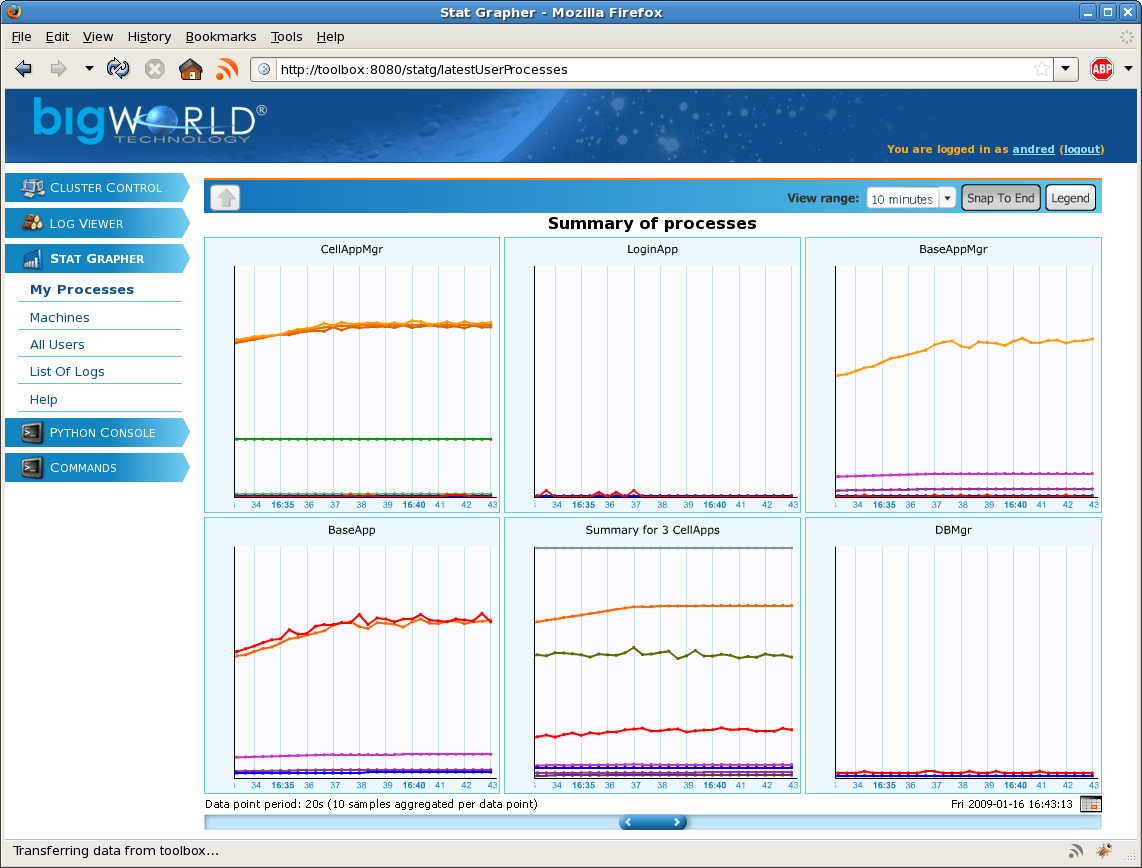 Stat Grapher - Mozilla Firefox
File Edit View History Bookmarks Tools Help
http://toolbox:8080/statg/latestUserProcesses
ABP
bigWORLD®
TECHNOLOGY
You are logged in as andred (logout)
CLUSTER CONTROL
LOG VIEWER
STAT GRAPHER
My Processes
Machines
All Users
List Of Logs
Help
PYTHON CONSOLE
COMMANDS
View range: 10 minutes Snap To End Legend
Summary of processes
CellAppMgr
34 16:35 36 37 38 39 16:40 41 42 43
LoginApp
34 16:35 36 37 38 39 16:40 41 42 43
BaseAppMgr
34 16:35 36 37 38 39 16:40 41 42 43
BaseApp
34 16:35 36 37 38 39 16:40 41 42 43
Summary for 3 CellApps
34 16:35 36 37 38 39 16:40 41 42 43
DBMgr
34 16:35 36 37 38 39 16:40 41 42 43
Data point period: 20s (10 samples aggregated per data point)
Fri 2009-01-16 16:43:13
Transferring data from toolbox...